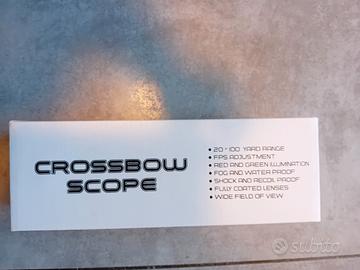 CROSSBOW
SCOPE
• 20-100 YARD RANGE
• FPS ADJUSTMENT
• RED AND GREEN ILLUMINATION
• FOG AND WATER PROOF
• SHOCK AND RECOIL PROOF
• FULLY COATED LENSES
• WIDE FIELD OF VIEW
subito